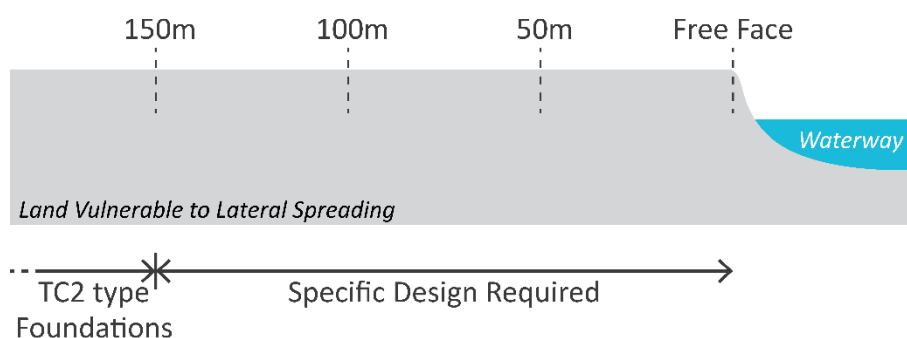 150m 100m 50m Free Face
Waterway
Land Vulnerable to Lateral Spreading
TC2 type
Foundations
Specific Design Required